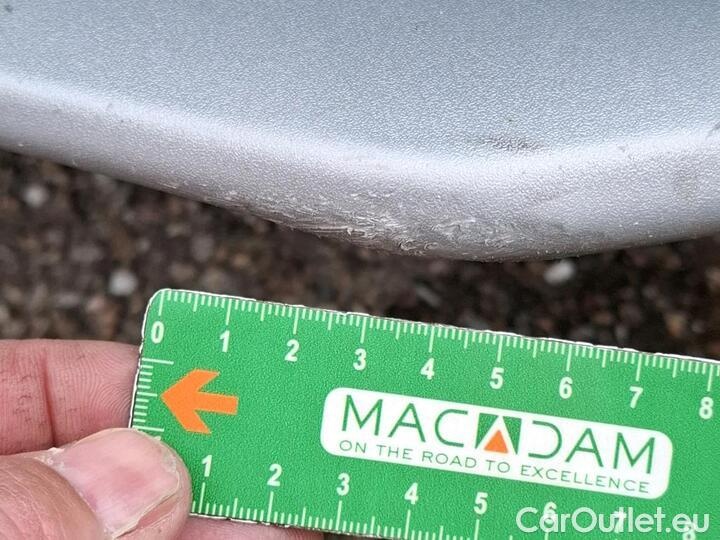 0 1 2 3 4 5 6 7 8
MACADAM
ON THE ROAD TO EXCELLENCE
1 2 3 4 5 6 7 8
CarOutlet.eu